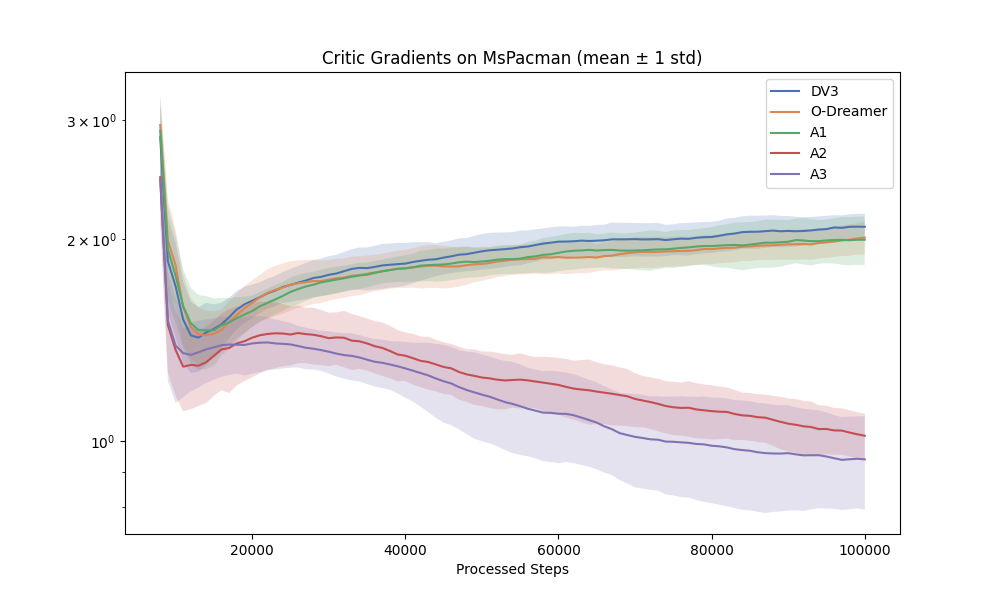 Critic Gradients on MsPacman (mean ± 1 std)
DV3
O-Dreamer
A1
A2
A3
3 × 10⁰
2 × 10⁰
10⁰
20000 40000 60000 80000 100000
Processed Steps